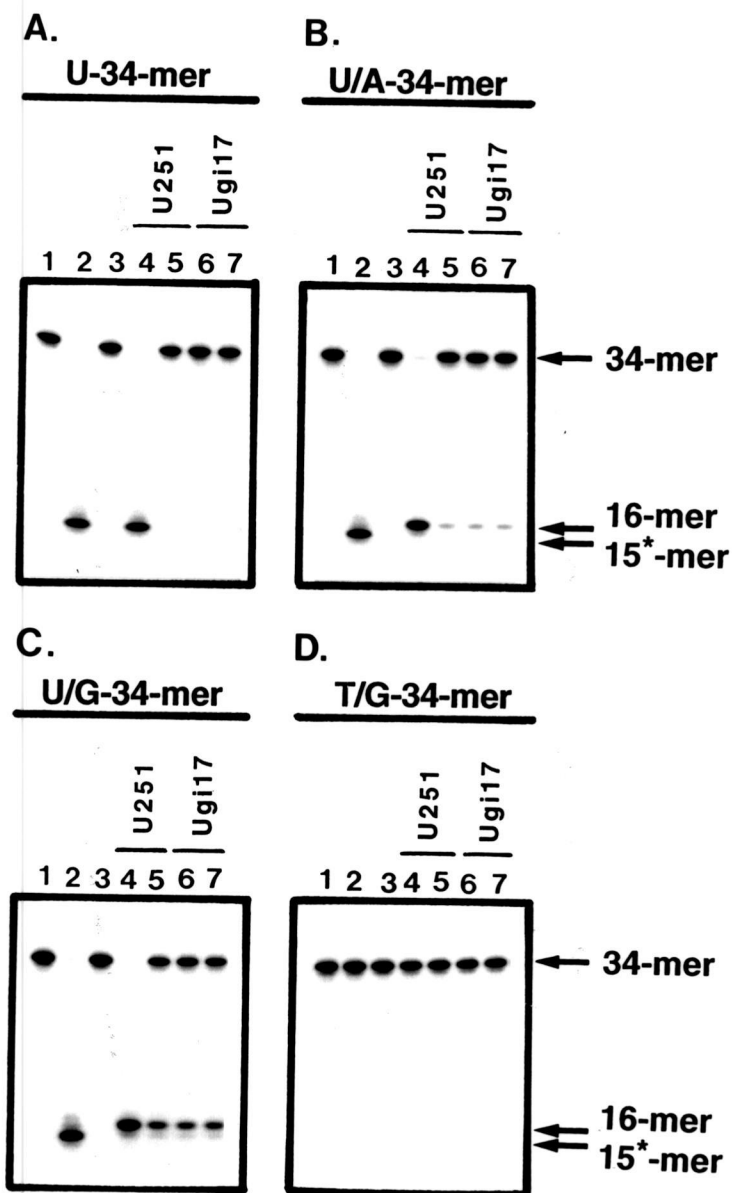 A.
U-34-mer
U251
Ugi17
1 2 3 4 5 6 7
B.
U/A-34-mer
U251
Ugi17
1 2 3 4 5 6 7
34-mer
16-mer
15*-mer
C.
U/G-34-mer
U251
Ugi17
1 2 3 4 5 6 7
D.
T/G-34-mer
U251
Ugi17
1 2 3 4 5 6 7
34-mer
16-mer
15*-mer